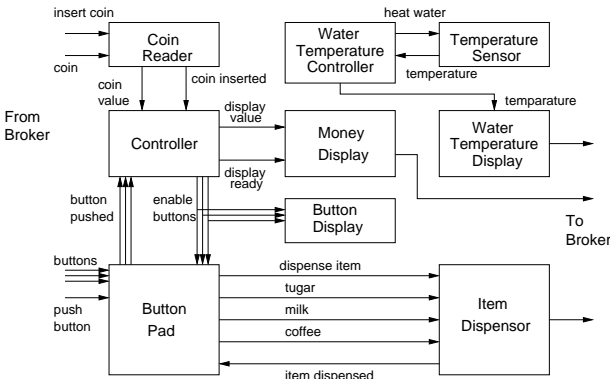 insert coin
coin
Coin
Reader
Water
Temperature
Controller
heat water
temperature
Temperature
Sensor
coin
value
coin inserted
temparature
From
Broker
Controller
display
value
display
ready
Money
Display
Water
Temperature
Display
button
pushed
enable
buttons
Button
Display
To
Broker
buttons
push
button
Button
Pad
dispense item
tugar
milk
coffee
item dispensed
Item
Dispensor